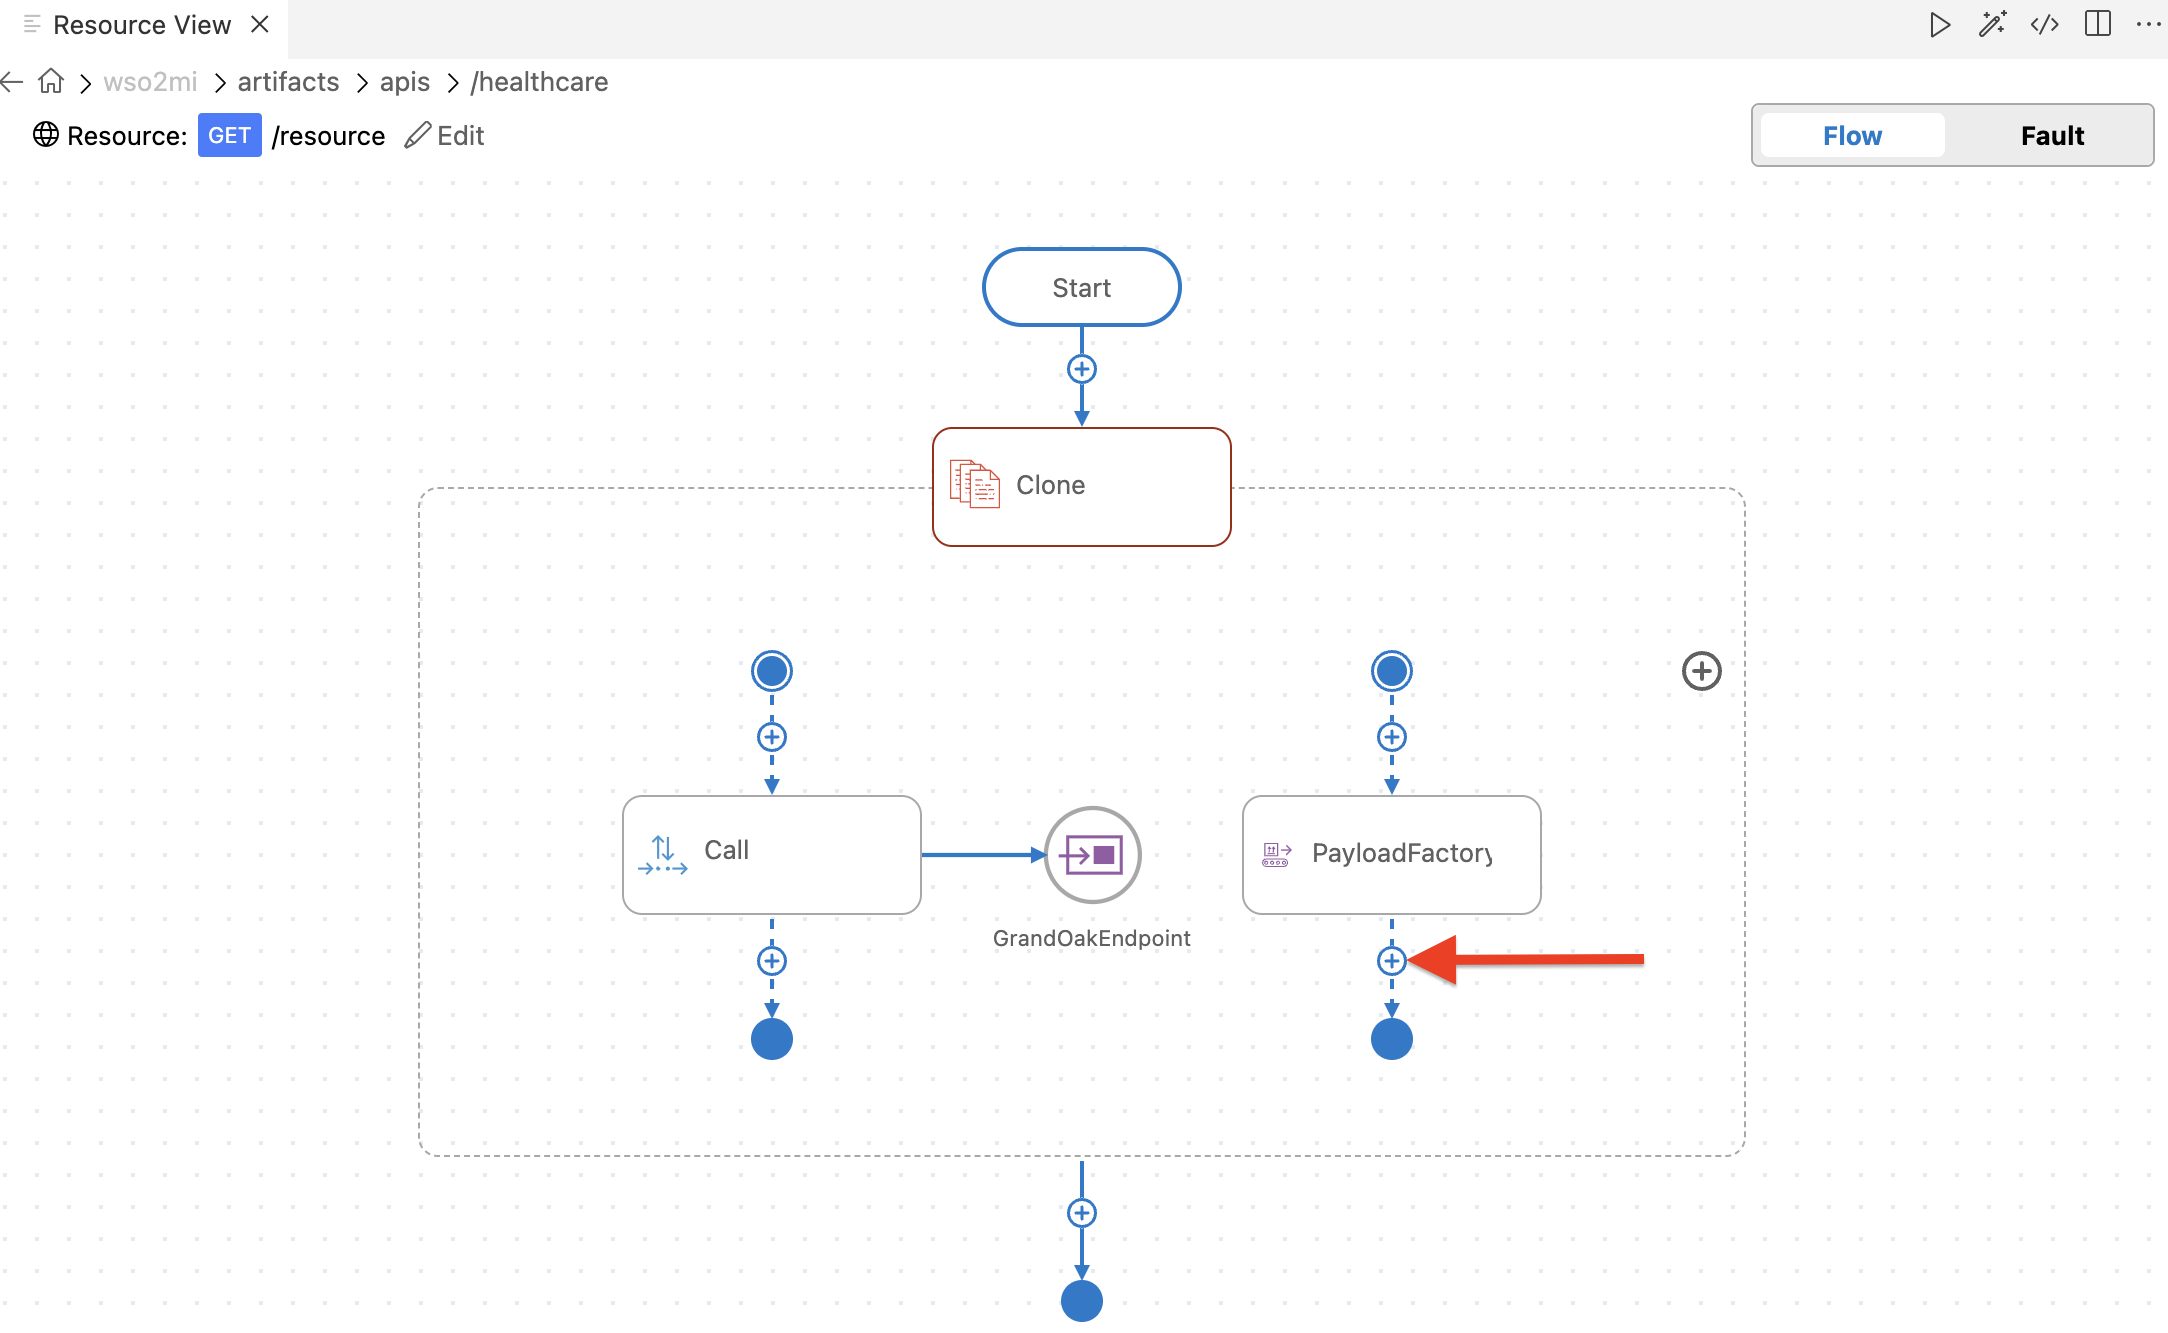 Resource View
wso2mi > artifacts > apis > /healthcare
Resource: GET /resource Edit
Flow Fault
Start
Clone
Call
PayloadFactory
GrandOakEndpoint